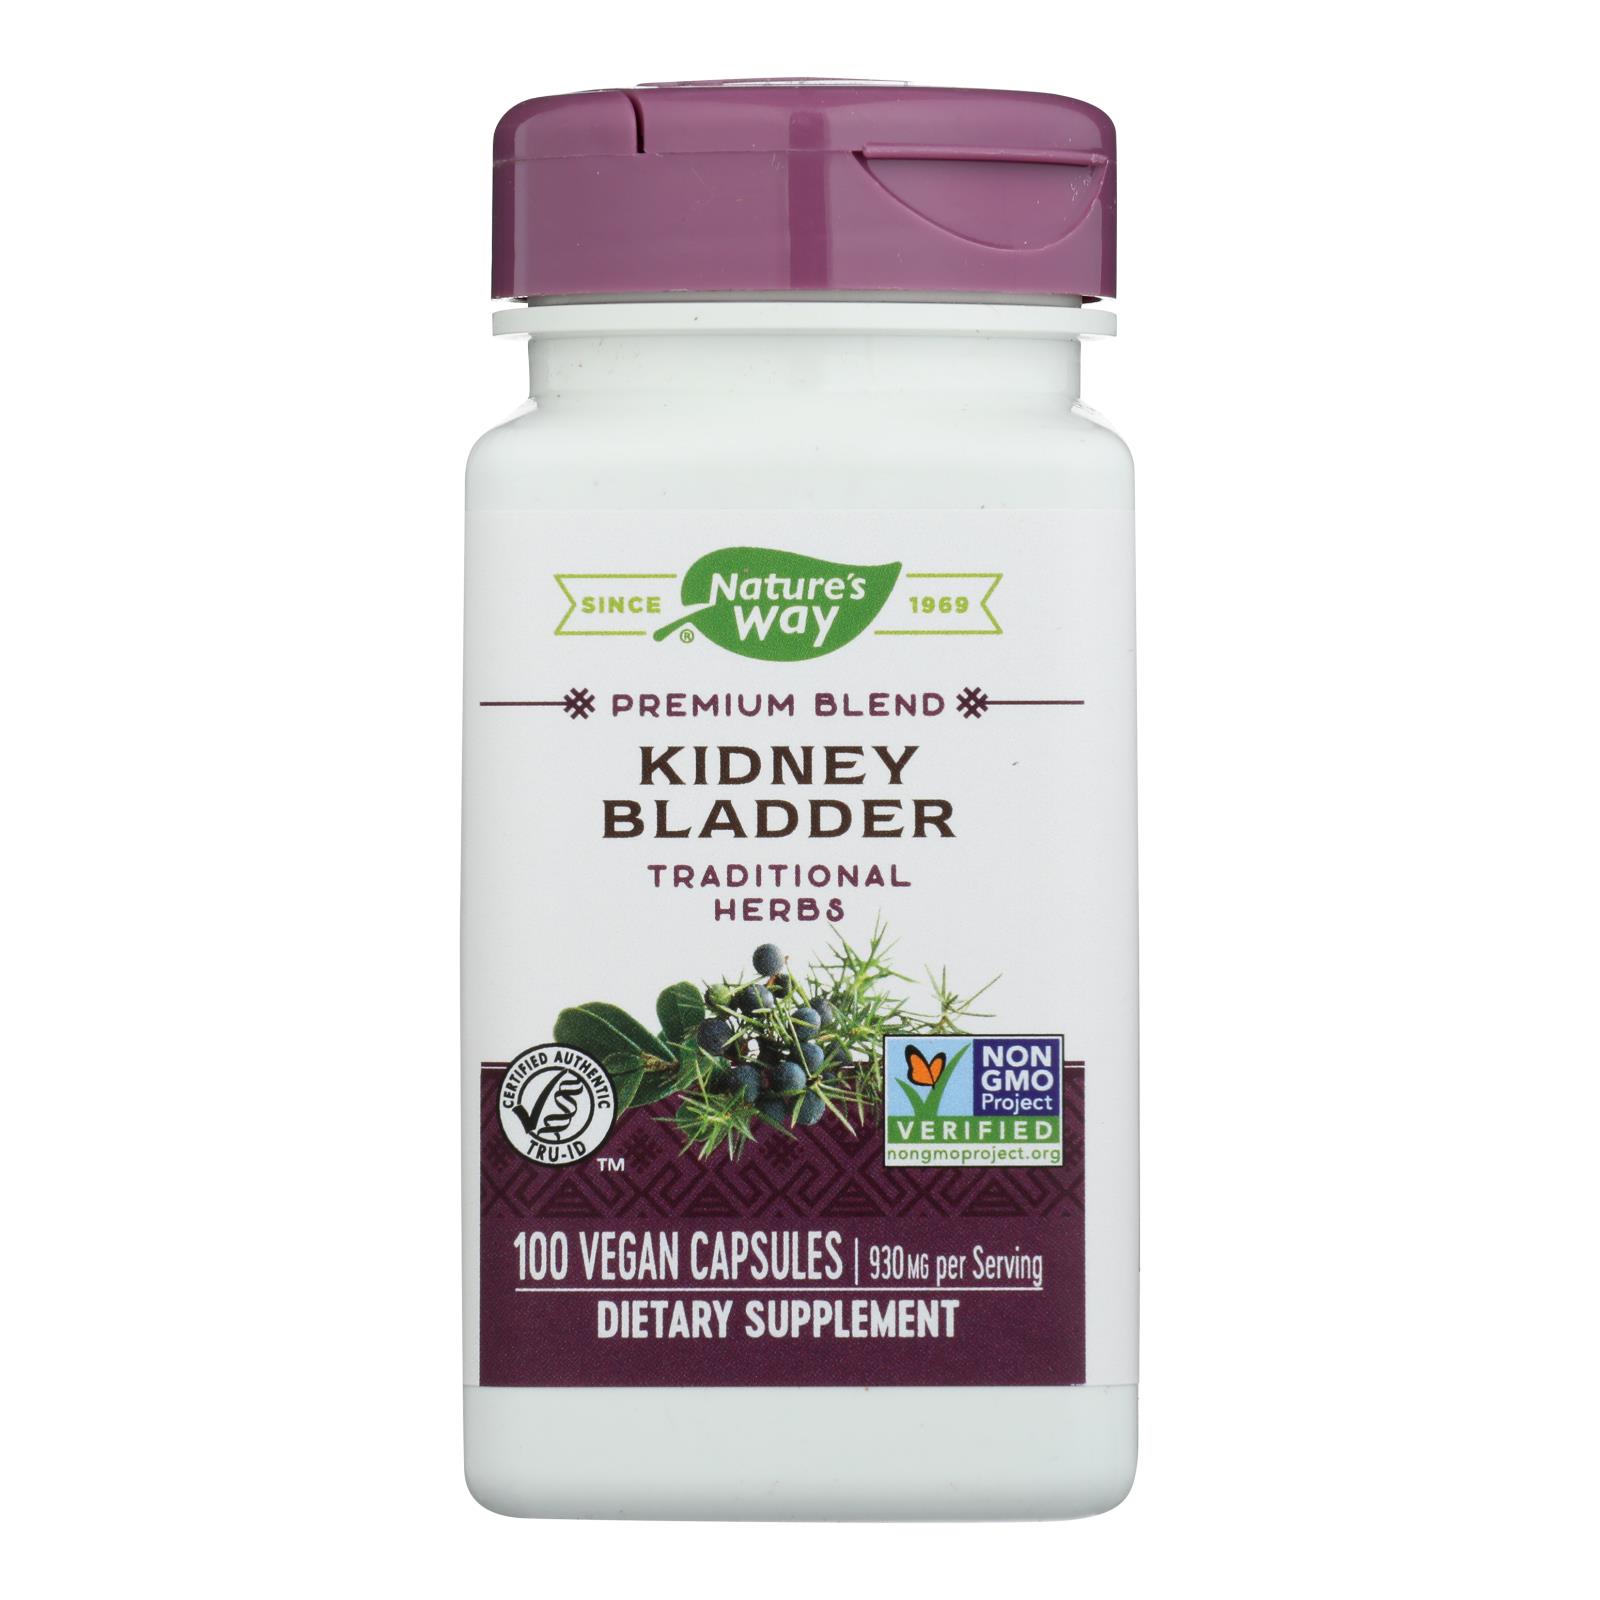 SINCE Nature's Way ® 1969
PREMIUM BLEND
KIDNEY
BLADDER
TRADITIONAL
HERBS
CERTIFIED AUTHENTIC
TRU-ID
™
NON
GMO
Project
VERIFIED
nongmoproject.org
100 VEGAN CAPSULES | 930 MG per Serving
DIETARY SUPPLEMENT